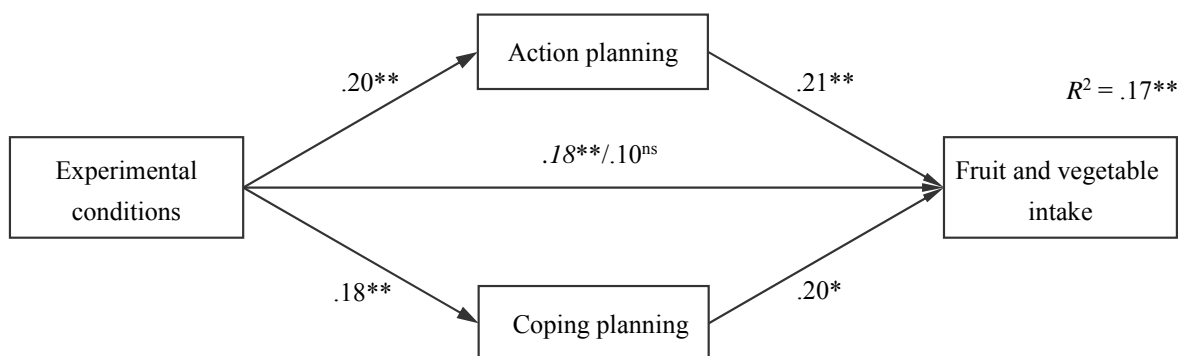 Action planning
.20**
.21**
R² = .17**
Experimental
conditions
.18**/.10ⁿˢ
Fruit and vegetable
intake
.18**
.20*
Coping planning